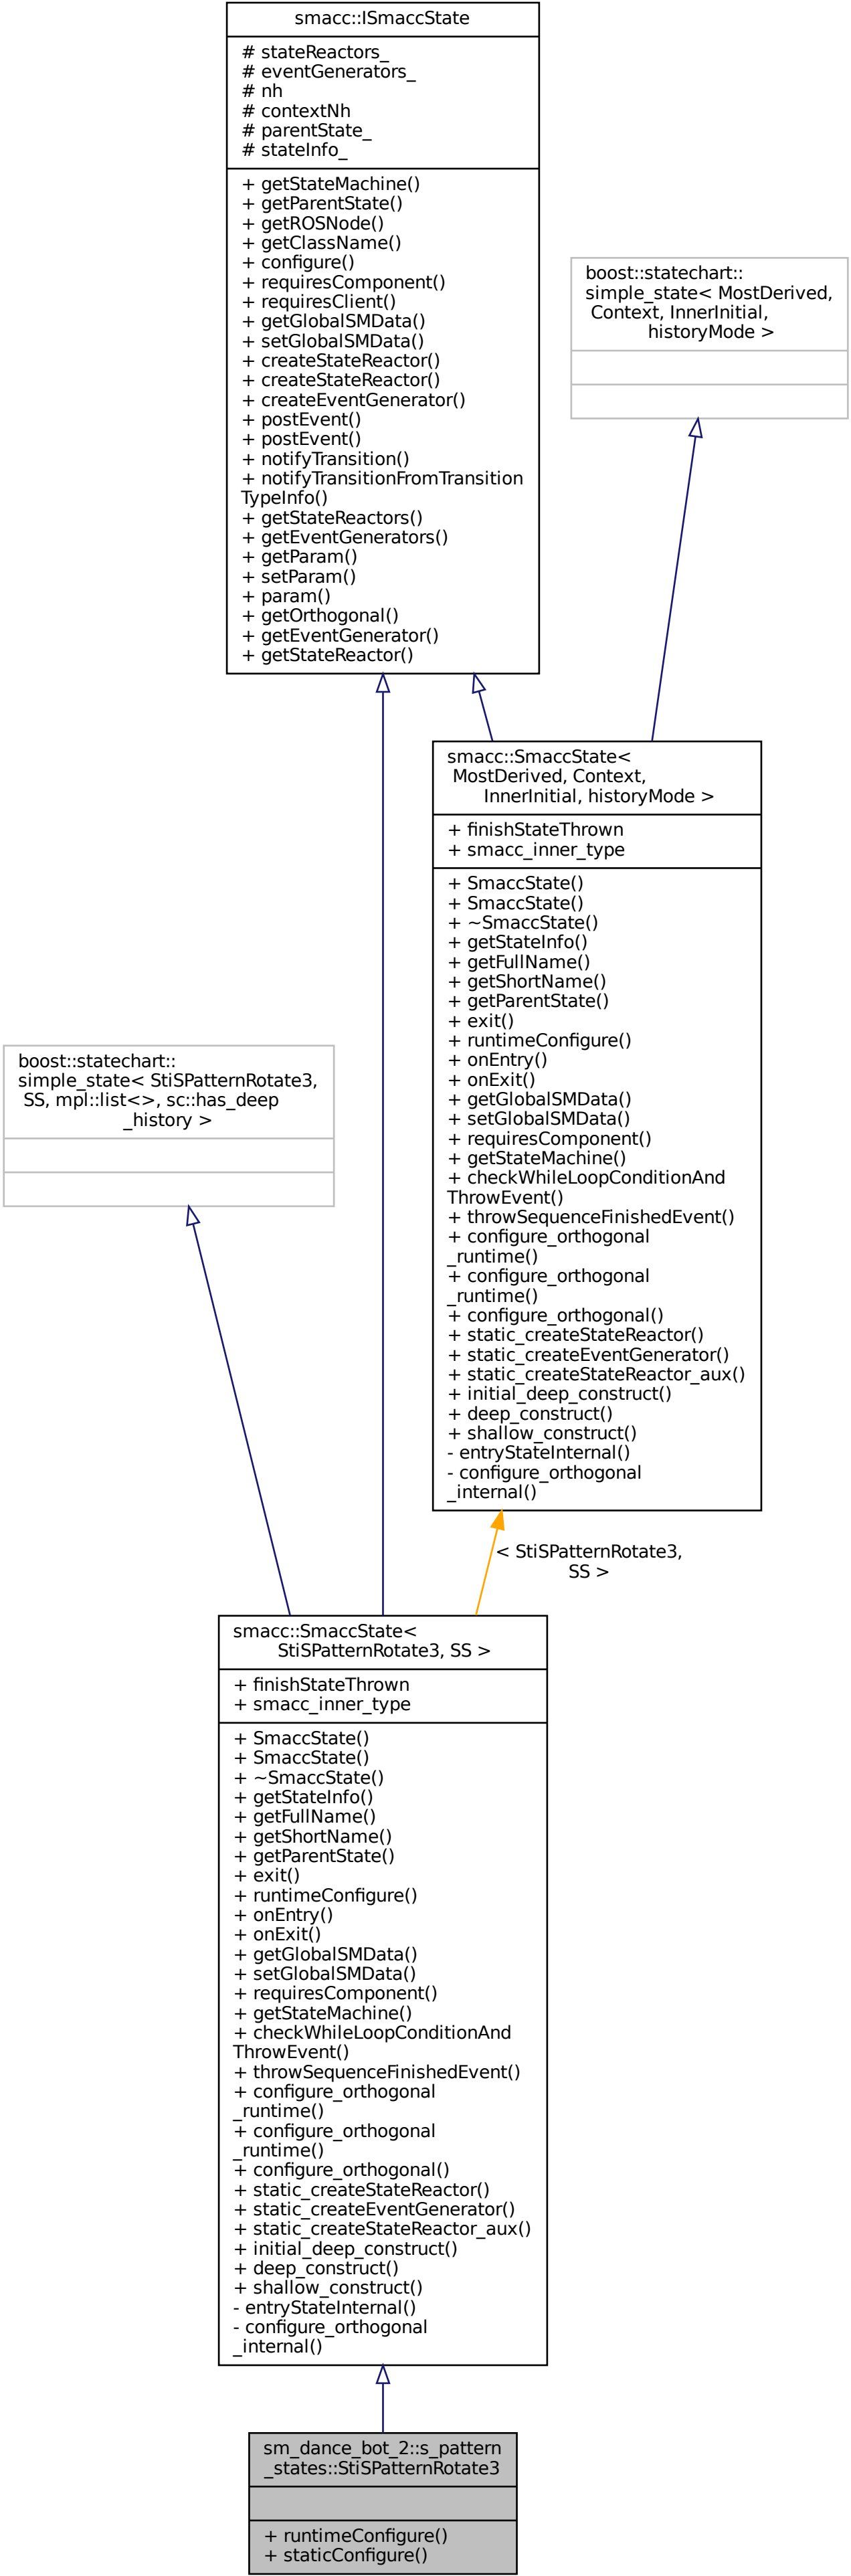 smacc::ISmaccState
# stateReactors_
# eventGenerators_
# nh
# contextNh
# parentState_
# stateInfo_
+ getStateMachine()
+ getParentState()
+ getROSNode()
+ getClassName()
+ configure()
+ requiresComponent()
+ requiresClient()
+ getGlobalSMData()
+ setGlobalSMData()
+ createStateReactor()
+ createStateReactor()
+ createEventGenerator()
+ postEvent()
+ postEvent()
+ notifyTransition()
+ notifyTransitionFromTransition
TypeInfo()
+ getStateReactors()
+ getEventGenerators()
+ getParam()
+ setParam()
+ param()
+ getOrthogonal()
+ getEventGenerator()
+ getStateReactor()
boost::statechart::
simple_state< MostDerived,
Context, InnerInitial,
historyMode >
smacc::SmaccState<
MostDerived, Context,
InnerInitial, historyMode >
+ finishStateThrown
+ smacc_inner_type
+ SmaccState()
+ SmaccState()
+ ~SmaccState()
+ getStateInfo()
+ getFullName()
+ getShortName()
+ getParentState()
+ exit()
+ runtimeConfigure()
+ onEntry()
+ onExit()
+ getGlobalSMData()
+ setGlobalSMData()
+ requiresComponent()
+ getStateMachine()
+ checkWhileLoopConditionAnd
ThrowEvent()
+ throwSequenceFinishedEvent()
+ configure_orthogonal
_runtime()
+ configure_orthogonal
_runtime()
+ configure_orthogonal()
+ static_createStateReactor()
+ static_createEventGenerator()
+ static_createStateReactor_aux()
+ initial_deep_construct()
+ deep_construct()
+ shallow_construct()
- entryStateInternal()
- configure_orthogonal
_internal()
boost::statechart::
simple_state< StiSPatternRotate3,
SS, mpl::list<>, sc::has_deep
_history >
< StiSPatternRotate3,
SS >
smacc::SmaccState<
StiSPatternRotate3, SS >
+ finishStateThrown
+ smacc_inner_type
+ SmaccState()
+ SmaccState()
+ ~SmaccState()
+ getStateInfo()
+ getFullName()
+ getShortName()
+ getParentState()
+ exit()
+ runtimeConfigure()
+ onEntry()
+ onExit()
+ getGlobalSMData()
+ setGlobalSMData()
+ requiresComponent()
+ getStateMachine()
+ checkWhileLoopConditionAnd
ThrowEvent()
+ throwSequenceFinishedEvent()
+ configure_orthogonal
_runtime()
+ configure_orthogonal
_runtime()
+ configure_orthogonal()
+ static_createStateReactor()
+ static_createEventGenerator()
+ static_createStateReactor_aux()
+ initial_deep_construct()
+ deep_construct()
+ shallow_construct()
- entryStateInternal()
- configure_orthogonal
_internal()
sm_dance_bot_2::s_pattern
_states::StiSPatternRotate3
+ runtimeConfigure()
+ staticConfigure()